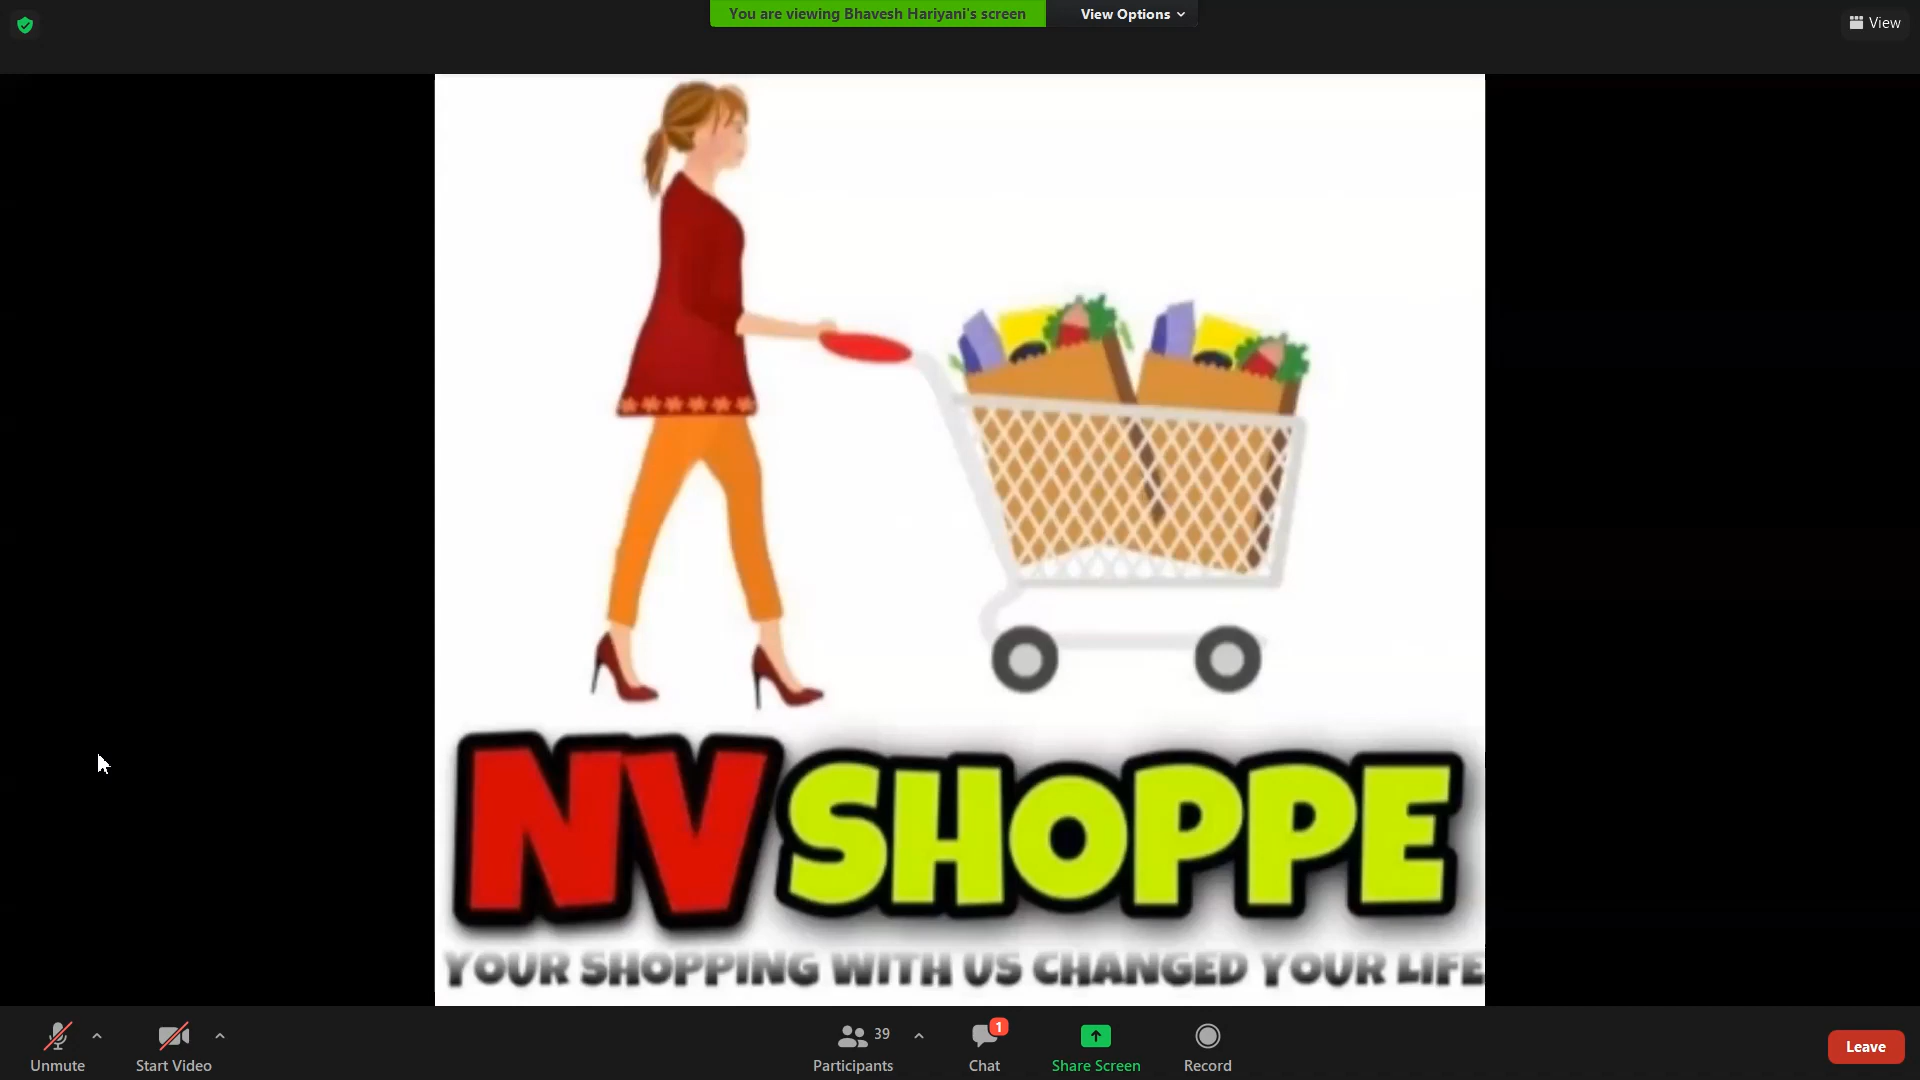 You are viewing Bhavesh Hariyani's screen
View Options
View
NV SHOPPE
YOUR SHOPPING WITH US CHANGED YOUR LIFE
Unmute
Start Video
39
Participants
1
Chat
Share Screen
Record
Leave